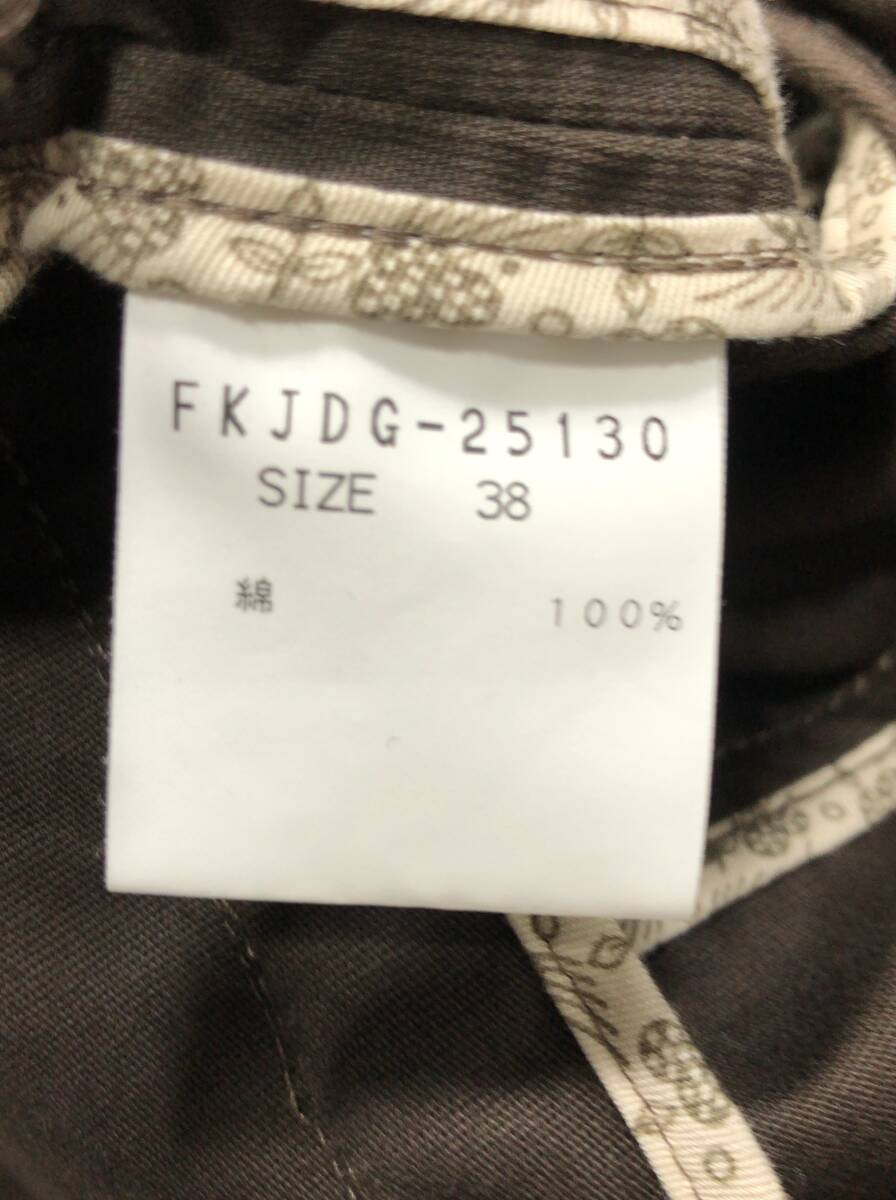 FKJDG-25130
SIZE 38
綿 100%